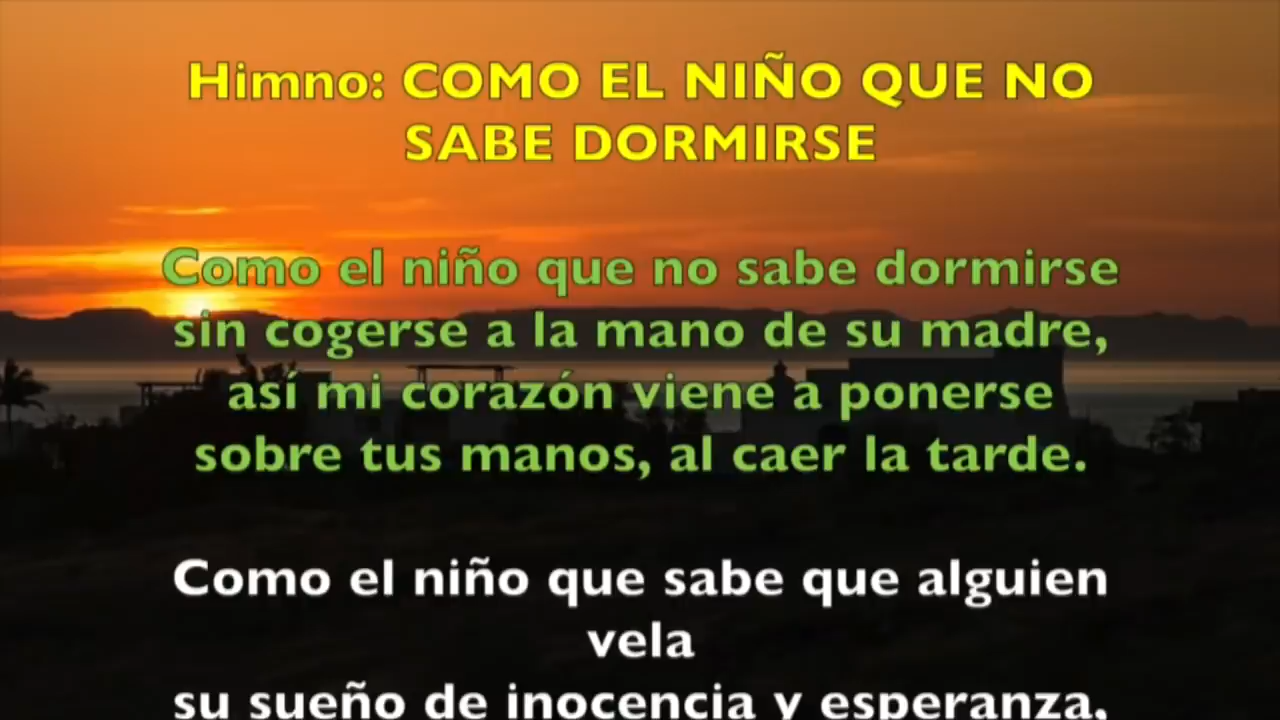 Himno: COMO EL NIÑO QUE NO
SABE DORMIRSE
Como el niño que no sabe dormirse
sin cogerse a la mano de su madre,
así mi corazón viene a ponerse
sobre tus manos, al caer la tarde.
Como el niño que sabe que alguien
vela
su sueño de inocencia y esperanza,